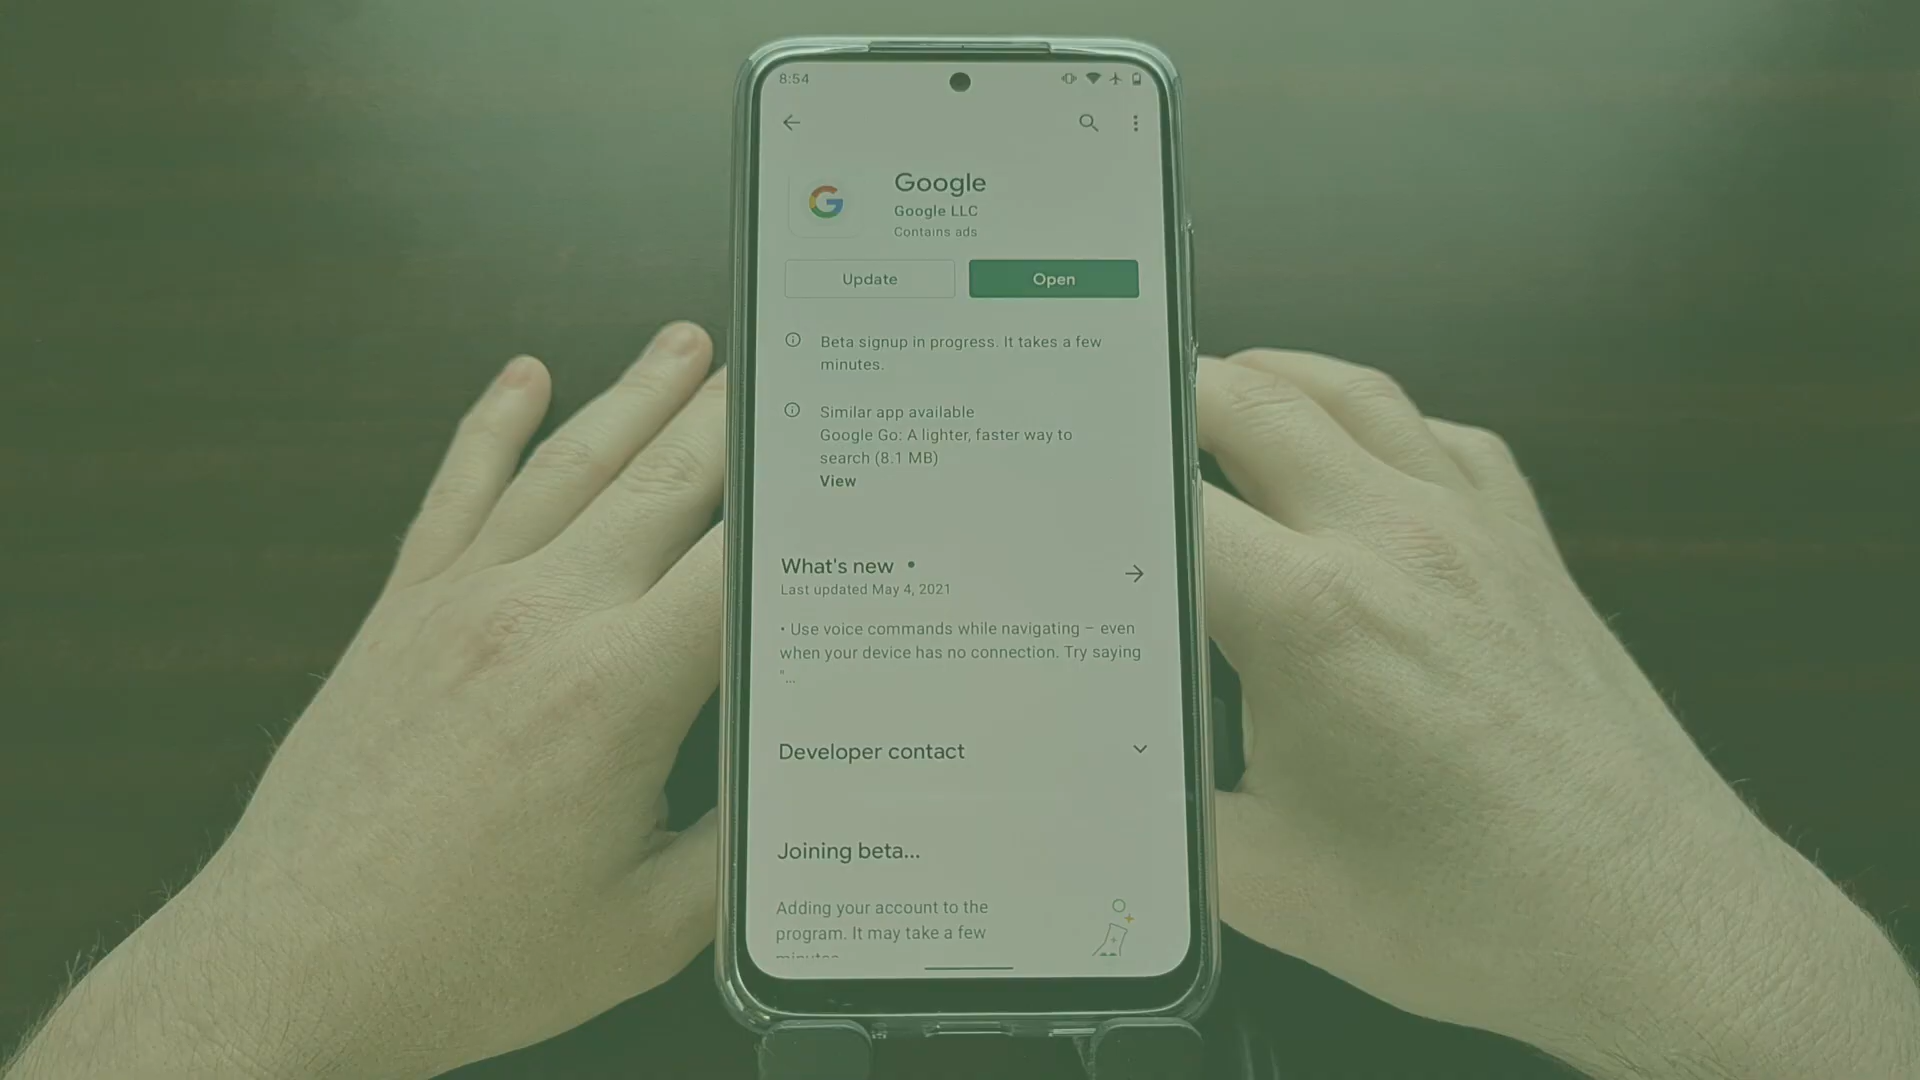 8:54
Google
Google LLC
Contains ads
Update
Open
Beta signup in progress. It takes a few
minutes.
Similar app available
Google Go: A lighter, faster way to
search (8.1 MB)
View
What's new •
Last updated May 4, 2021
• Use voice commands while navigating – even
when your device has no connection. Try saying
"...
Developer contact
Joining beta...
Adding your account to the
program. It may take a few
minutes